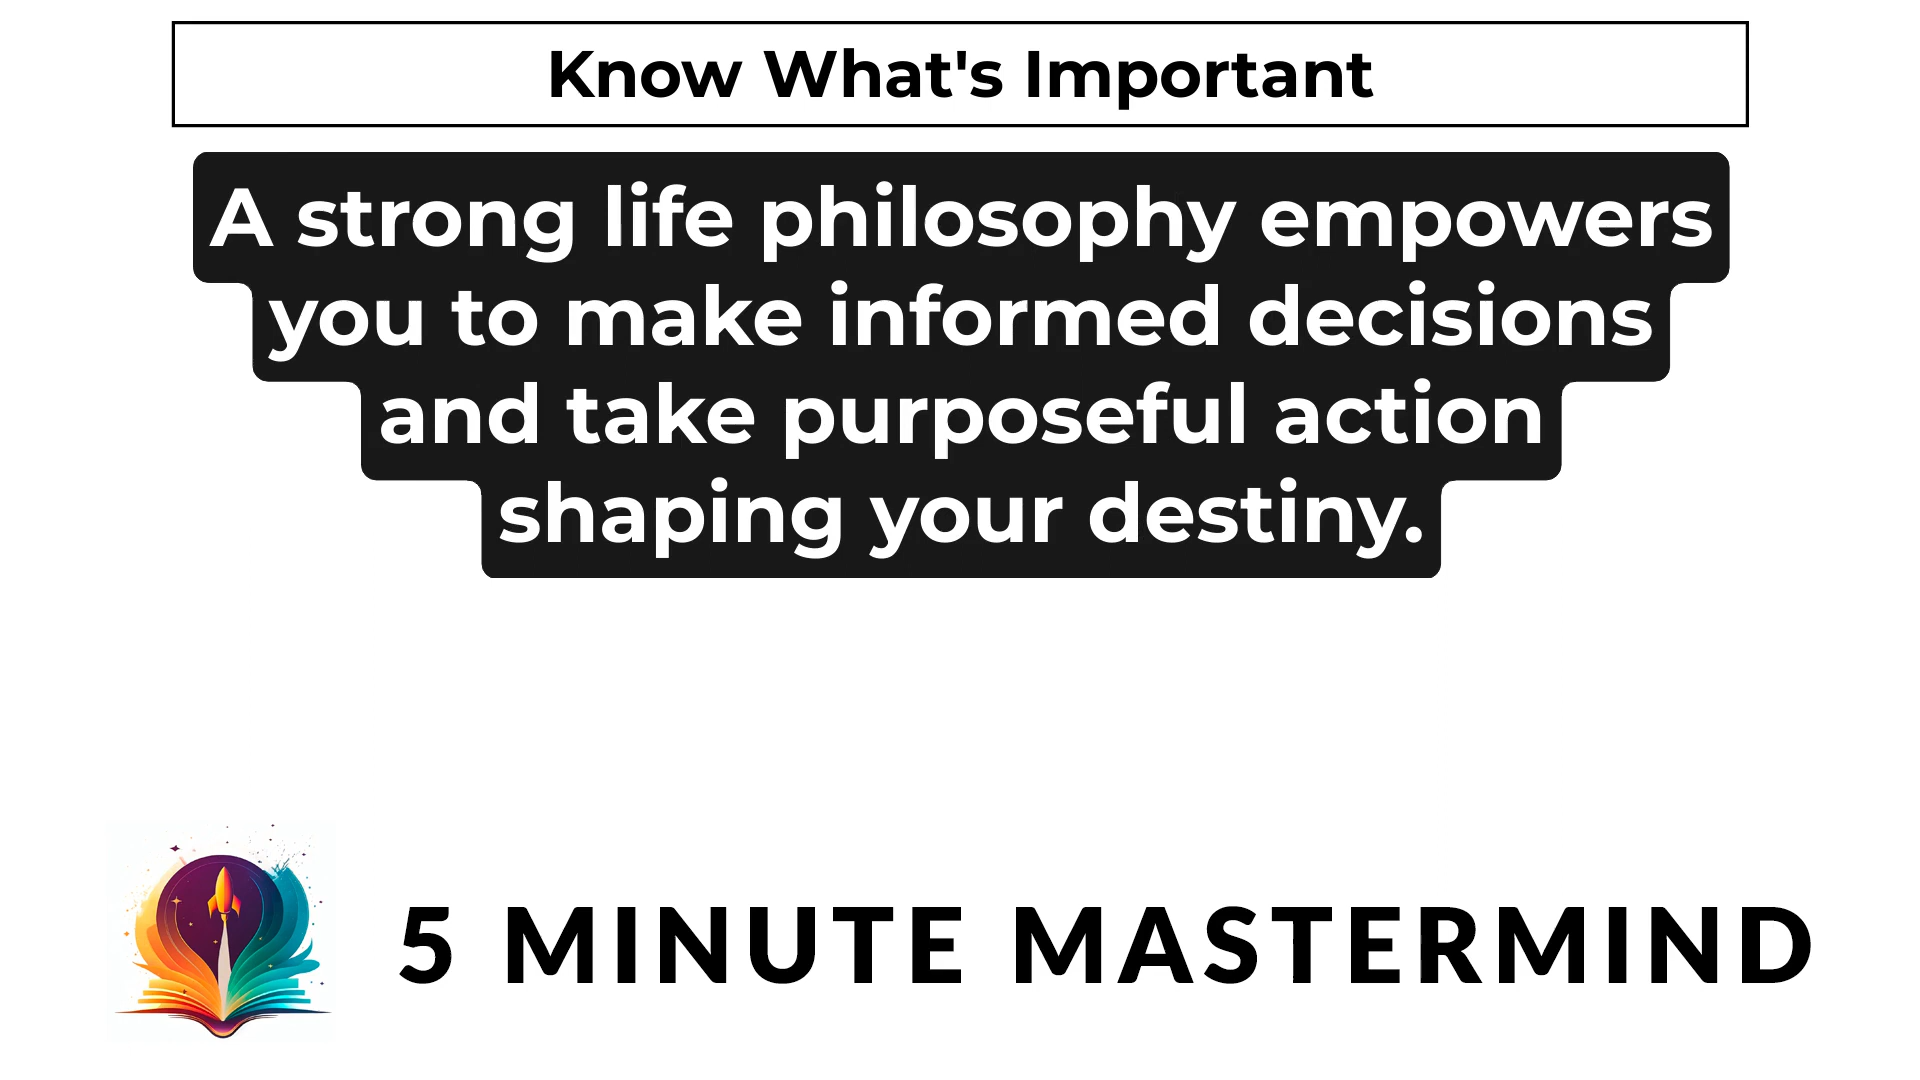 Know What's Important
A strong life philosophy empowers
you to make informed decisions
and take purposeful action
shaping your destiny.
5 MINUTE MASTERMIND